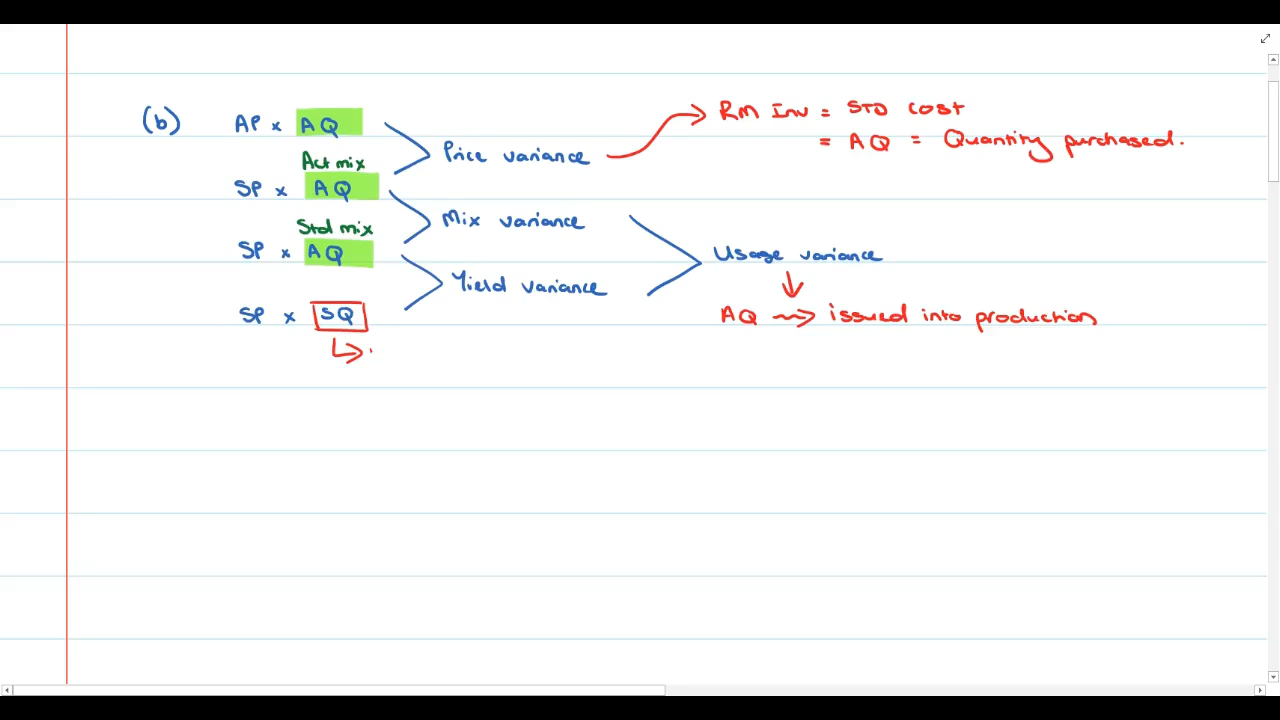 (b) AP × AQ
RM Inv = STD cost
= AQ = Quantity purchased.
Act mix
Price variance
SP × AQ
Std mix
Mix variance
SP × AQ
Usage variance
Yield variance
SP × SQ
AQ → issued into production